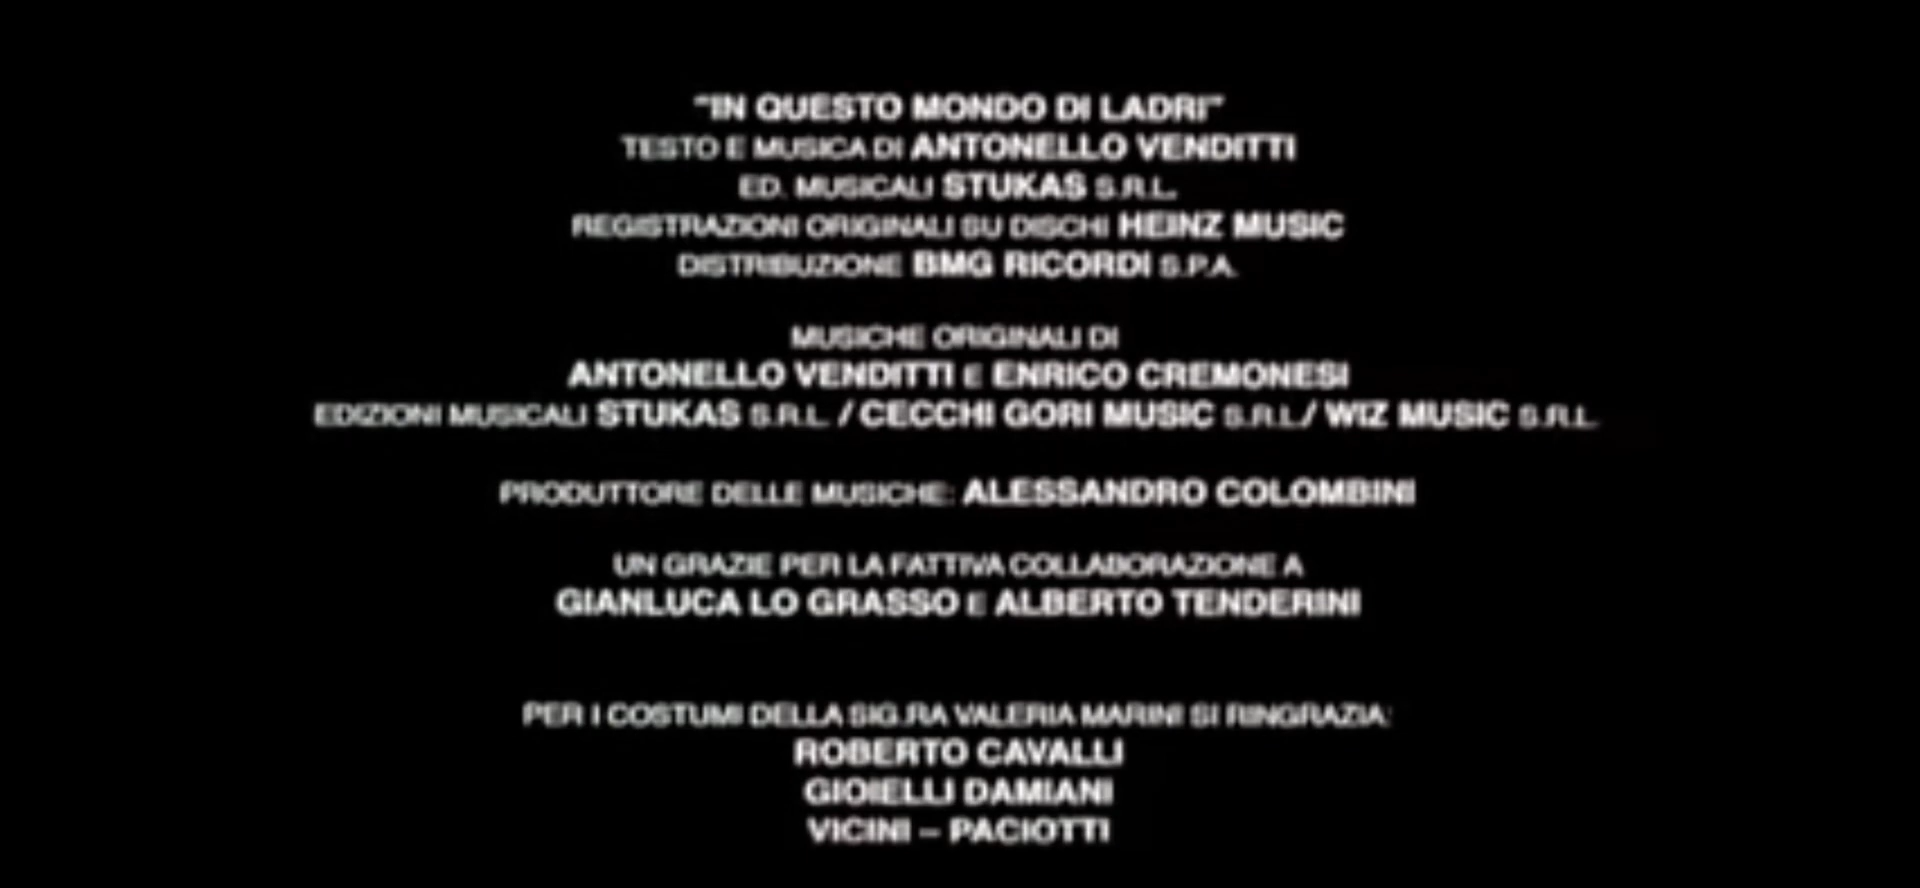 "IN QUESTO MONDO DI LADRI"
TESTO E MUSICA DI ANTONELLO VENDITTI
ED. MUSICALI STUKAS S.R.L.
REGISTRAZIONI ORIGINALI SU DISCHI HEINZ MUSIC
DISTRIBUZIONE BMG RICORDI S.P.A.
MUSICHE ORIGINALI DI
ANTONELLO VENDITTI E ENRICO CREMONESI
EDIZIONI MUSICALI STUKAS S.R.L. / CECCHI GORI MUSIC S.R.L./ WIZ MUSIC S.R.L.
PRODUTTORE DELLE MUSICHE: ALESSANDRO COLOMBINI
UN GRAZIE PER LA FATTIVA COLLABORAZIONE A
GIANLUCA LO GRASSO E ALBERTO TENDERINI
PER I COSTUMI DELLA SIG.RA VALERIA MARINI SI RINGRAZIA:
ROBERTO CAVALLI
GIOIELLI DAMIANI
VICINI – PACIOTTI